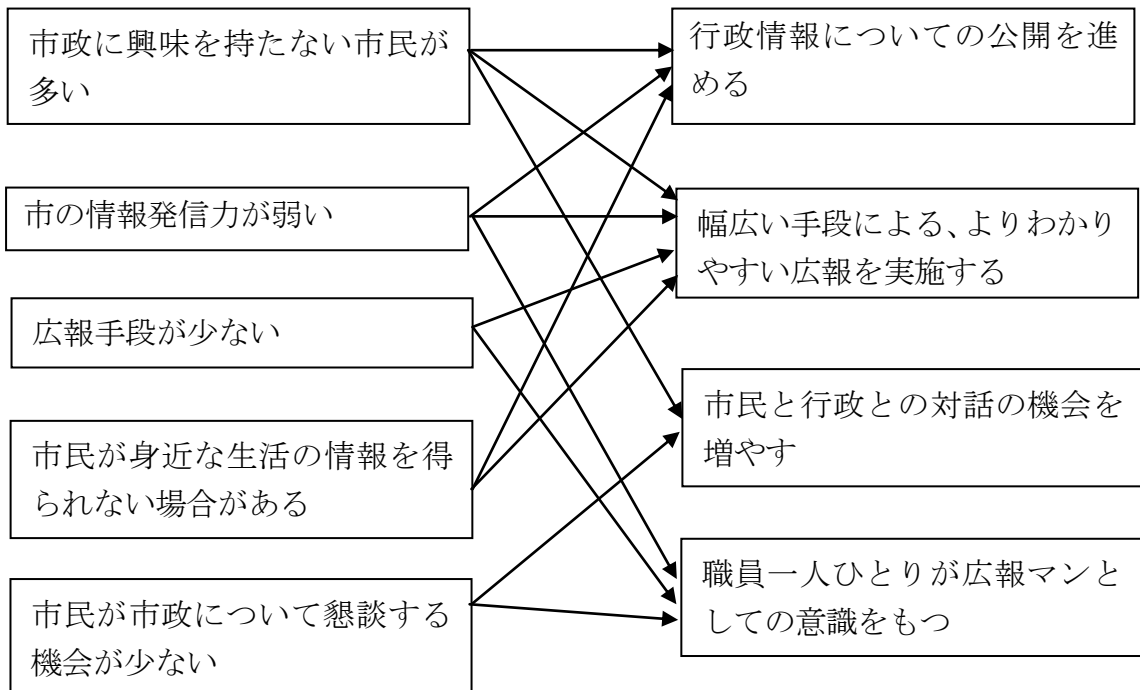 市政に興味を持たない市民が
多い
市の情報発信力が弱い
広報手段が少ない
市民が身近な生活の情報を得
られない場合がある
市民が市政について懇談する
機会が少ない
行政情報についての公開を進
める
幅広い手段による、よりわかり
やすい広報を実施する
市民と行政との対話の機会を
増やす
職員一人ひとりが広報マンと
しての意識をもつ